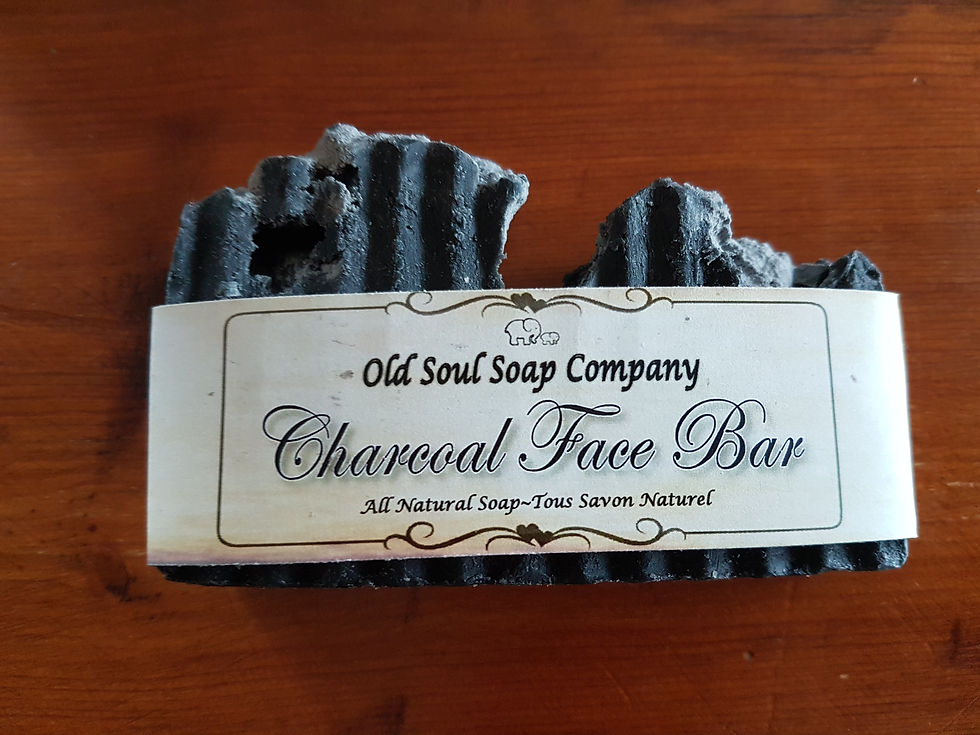 Old Soul Soap Company
Charcoal Face Bar
All Natural Soap~Tous Savon Naturel